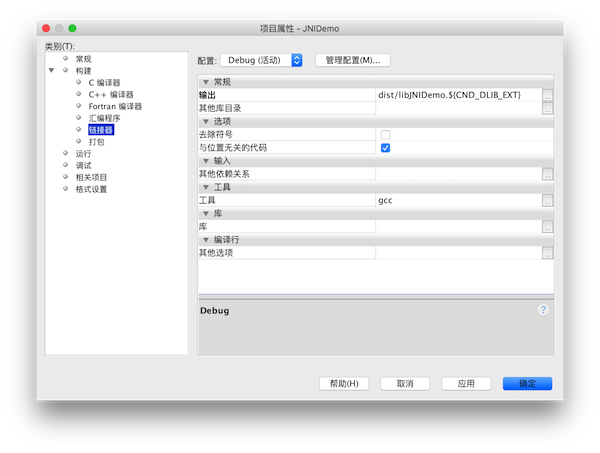 项目属性 - JNIDemo
类别(T):
常规
构建
C 编译器
C++ 编译器
Fortran 编译器
汇编程序
链接器
打包
运行
调试
相关项目
格式设置
配置: Debug (活动) 管理配置(M)...
常规
输出 dist/libJNIDemo.${CND_DLIB_EXT} ...
其他库目录 ...
选项
去除符号
与位置无关的代码
输入
其他依赖关系 ...
工具
工具 gcc ...
库
库 ...
编译行
其他选项 ...
Debug ?
帮助(H) 取消 应用 确定